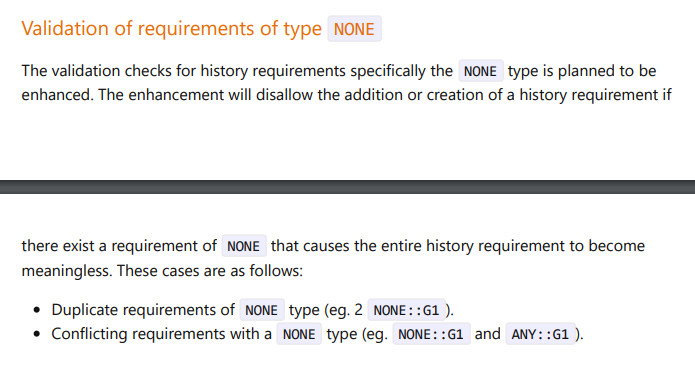 Validation of requirements of type NONE
The validation checks for history requirements specifically the NONE type is planned to be
enhanced. The enhancement will disallow the addition or creation of a history requirement if
there exist a requirement of NONE that causes the entire history requirement to become
meaningless. These cases are as follows:
• Duplicate requirements of NONE type (eg. 2 NONE::G1 ).
• Conflicting requirements with a NONE type (eg. NONE::G1 and ANY::G1 ).